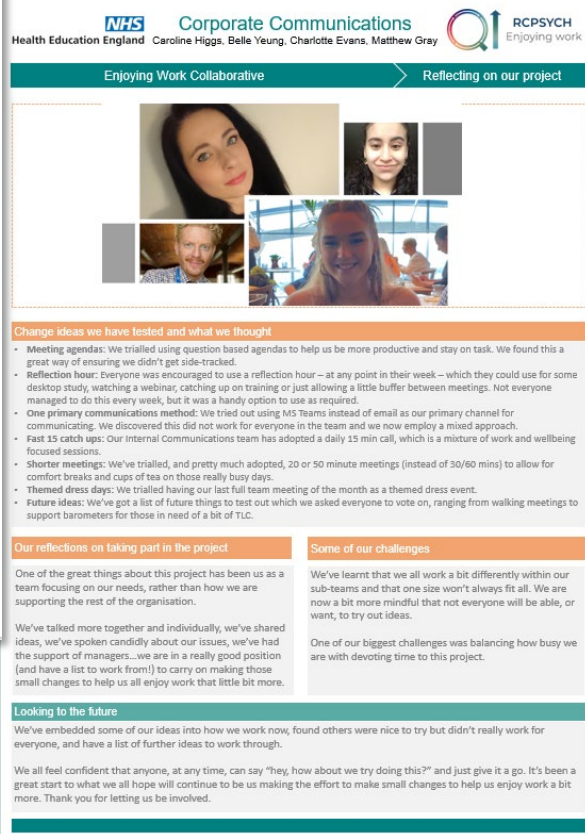 NHS
Health Education England
Corporate Communications
Caroline Higgs, Belle Yeung, Charlotte Evans, Matthew Gray
RCPSYCH
Enjoying work
Enjoying Work Collaborative
Reflecting on our project
Change ideas we have tested and what we thought
• Meeting agendas: We trialled using question based agendas to help us be more productive and stay on task. We found this a
great way of ensuring we didn't get side-tracked.
• Reflection hour: Everyone was encouraged to use a reflection hour – at any point in their week – which they could use for some
desktop study, watching a webinar, catching up on training or just allowing a little buffer between meetings. Not everyone
managed to do this every week, but it was a handy option to use as required.
• One primary communications method: We tried out using MS Teams instead of email as our primary channel for
communicating. We discovered this did not work for everyone in the team and we now employ a mixed approach.
• Fast 15 catch ups: Our Internal Communications team has adopted a daily 15 min call, which is a mixture of work and wellbeing
focused sessions.
• Shorter meetings: We've trialled, and pretty much adopted, 20 or 50 minute meetings (instead of 30/60 mins) to allow for
comfort breaks and cups of tea on those really busy days.
• Themed dress days: We trialled having our last full team meeting of the month as a themed dress event.
• Future ideas: We've got a list of future things to test out which we asked everyone to vote on, ranging from walking meetings to
support barometers for those in need of a bit of TLC.
Our reflections on taking part in the project
One of the great things about this project has been us as a
team focusing on our needs, rather than how we are
supporting the rest of the organisation.
We've talked more together and individually, we've shared
ideas, we've spoken candidly about our issues, we've had
the support of managers...we are in a really good position
(and have a list to work from!) to carry on making those
small changes to help us all enjoy work that little bit more.
Some of our challenges
We've learnt that we all work a bit differently within our
sub-teams and that one size won't always fit all. We are
now a bit more mindful that not everyone will be able, or
want, to try out ideas.
One of our biggest challenges was balancing how busy we
are with devoting time to this project.
Looking to the future
We've embedded some of our ideas into how we work now, found others were nice to try but didn't really work for
everyone, and have a list of further ideas to work through.
We all feel confident that anyone, at any time, can say "hey, how about we try doing this?" and just give it a go. It's been a
great start to what we all hope will continue to be us making the effort to make small changes to help us enjoy work a bit
more. Thank you for letting us be involved.